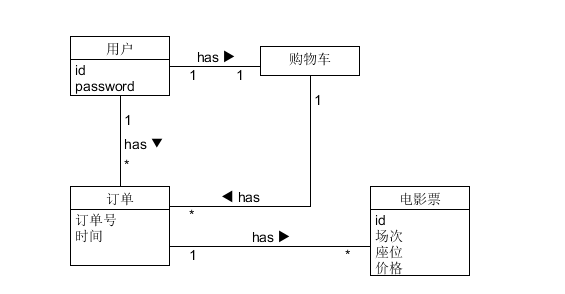 用户
id
password
has ▶
1
1
购物车
1
1
has ▼
*
◀ has
*
订单
订单号
时间
has ▶
1
*
电影票
id
场次
座位
价格